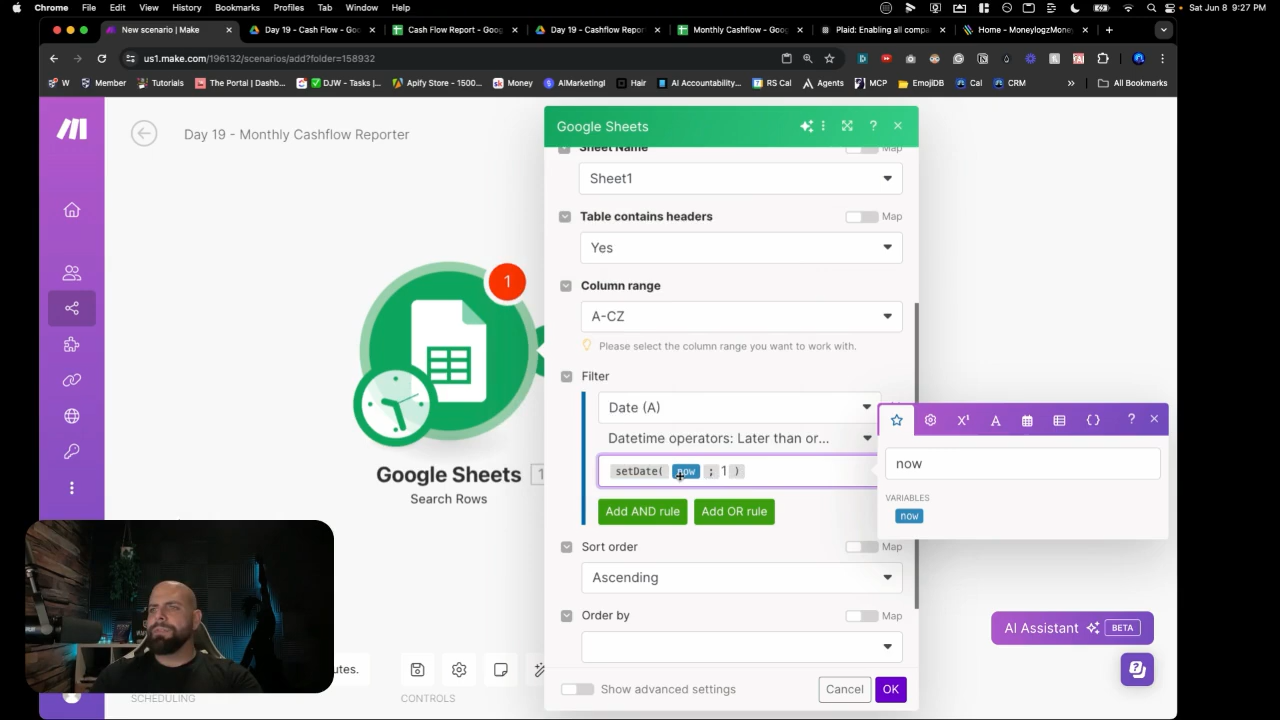 Chrome File Edit View History Bookmarks Profiles Tab Window Help
Sat Jun 8 9:27 PM
New scenario | Make
Day 19 - Cash Flow - Goo
Cash Flow Report - Goog
Day 19 - Cashflow Repor
Monthly Cashflow - Goog
Plaid: Enabling all compa
Home - MoneylogzMoney
us1.make.com/196132/scenarios/add?folder=158932
W Member Tutorials The Portal | Dashb... DJW - Tasks |... Apify Store - 1500... Money AIMarketingl Hair AI Accountability... RS Cal Agents MCP EmojiDB Cal CRM » All Bookmarks
Day 19 - Monthly Cashflow Reporter
Google Sheets
Sheet Name
Map
Sheet1
Table contains headers
Map
Yes
Column range
A-CZ
Please select the column range you want to work with.
Filter
Date (A)
Datetime operators: Later than or...
setDate( now ; 1 )
Add AND rule
Add OR rule
Sort order
Map
Ascending
Order by
Map
Show advanced settings
Cancel
OK
now
VARIABLES
now
1
Google Sheets
1
Search Rows
utes.
SCHEDULING
CONTROLS
AI Assistant BETA